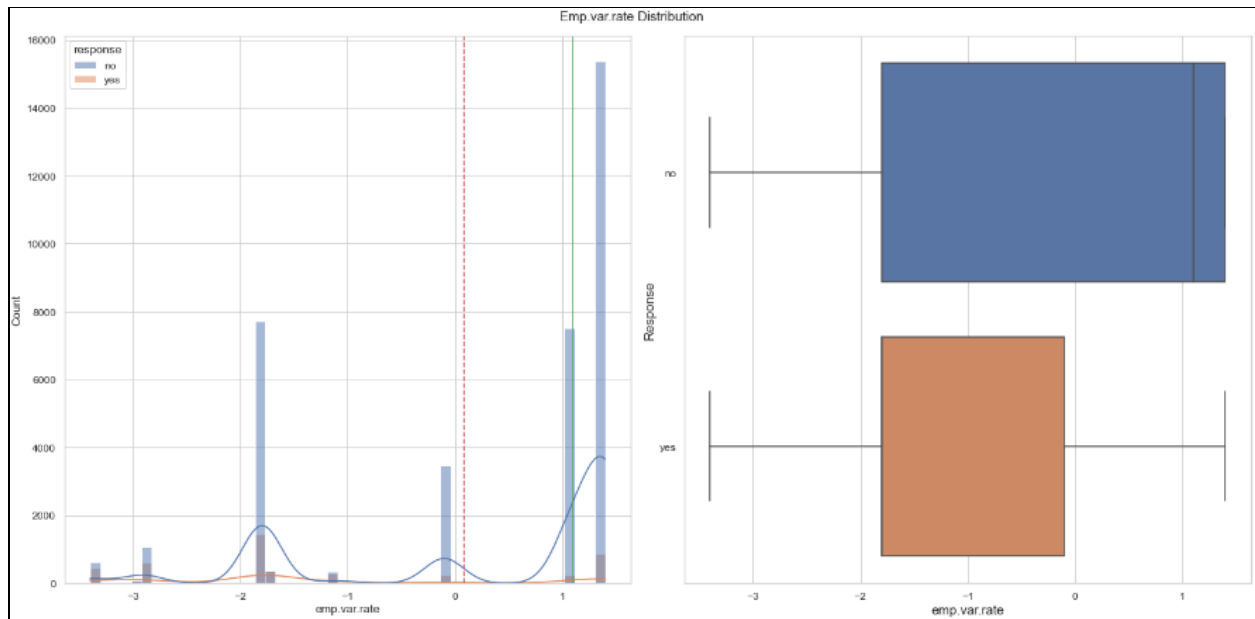 Emp.var.rate Distribution
response
no
yes
16000
14000
12000
10000
8000
6000
4000
2000
0
Count
−3
−2
−1
0
1
emp.var.rate
no
Response
yes
−3
−2
−1
0
1
emp.var.rate